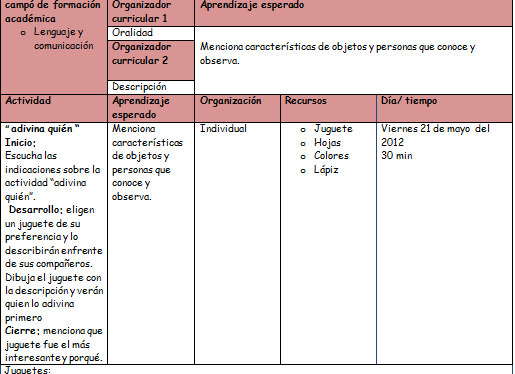 campó de formación
académica
o Lenguaje y
comunicación
Organizador
curricular 1
Oralidad
Organizador
curricular 2
Descripción
Aprendizaje esperado
Menciona características de objetos y personas que conoce y
observa.
Actividad
Aprendizaje
esperado
Organización
Recursos
Día/ tiempo
"adivina quién "
Inicio:
Escucha las
indicaciones sobre la
actividad "adivina
quién".
Desarrollo: eligen
un juguete de su
preferencia y lo
describirán enfrente
de sus compañeros.
Dibuja el juguete con
la descripción y verán
quien lo adivina
primero
Cierre: menciona que
juguete fue el más
interesante y porqué.
Menciona
características
de objetos y
personas que
conoce y
observa.
Individual
o Juguete
o Hojas
o Colores
o Lápiz
Viernes 21 de mayo del
2012
30 min
Juguetes: